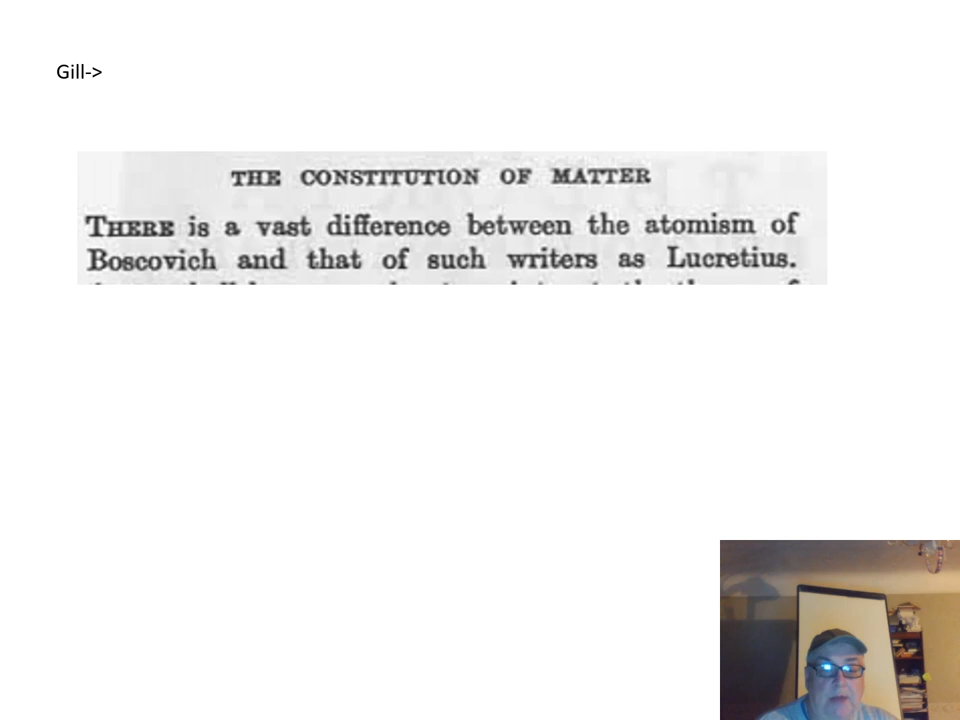 Gill->
THE CONSTITUTION OF MATTER
THERE is a vast difference between the atomism of
Boscovich and that of such writers as Lucretius.